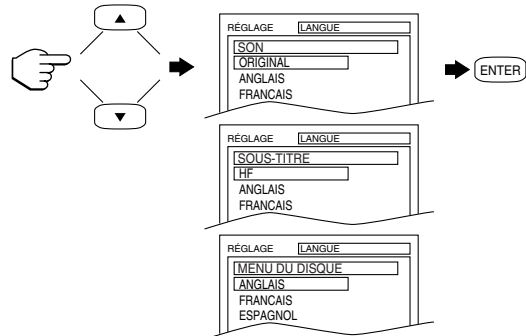 RÉGLAGE LANGUE
SON
ORIGINAL
ANGLAIS
FRANCAIS
ENTER
RÉGLAGE LANGUE
SOUS-TITRE
HF
ANGLAIS
FRANCAIS
RÉGLAGE LANGUE
MENU DU DISQUE
ANGLAIS
FRANCAIS
ESPAGNOL